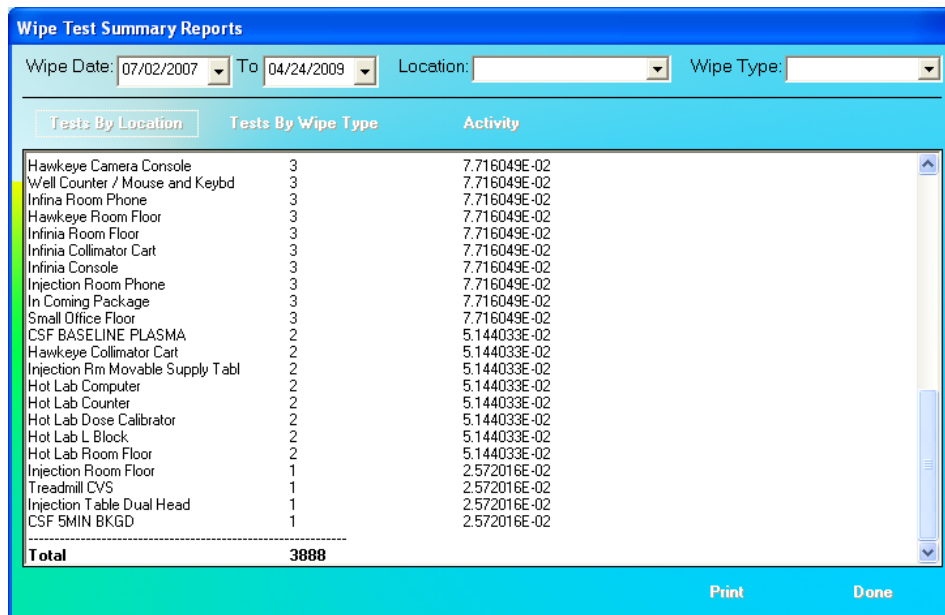 Wipe Test Summary Reports
Wipe Date: 07/02/2007 To 04/24/2009 Location: Wipe Type:
Tests By Location Tests By Wipe Type Activity
Hawkeye Camera Console 3 7.716049E-02
Well Counter / Mouse and Keybd 3 7.716049E-02
Infina Room Phone 3 7.716049E-02
Hawkeye Room Floor 3 7.716049E-02
Infinia Room Floor 3 7.716049E-02
Infinia Collimator Cart 3 7.716049E-02
Infinia Console 3 7.716049E-02
Injection Room Phone 3 7.716049E-02
In Coming Package 3 7.716049E-02
Small Office Floor 3 7.716049E-02
CSF BASELINE PLASMA 2 5.144033E-02
Hawkeye Collimator Cart 2 5.144033E-02
Injection Rm Movable Supply Tabl 2 5.144033E-02
Hot Lab Computer 2 5.144033E-02
Hot Lab Counter 2 5.144033E-02
Hot Lab Dose Calibrator 2 5.144033E-02
Hot Lab L Block 2 5.144033E-02
Hot Lab Room Floor 2 5.144033E-02
Injection Room Floor 1 2.572016E-02
Treadmill CVS 1 2.572016E-02
Injection Table Dual Head 1 2.572016E-02
CSF 5MIN BKGD 1 2.572016E-02
----------------------------------------------------------------
Total 3888
Print Done